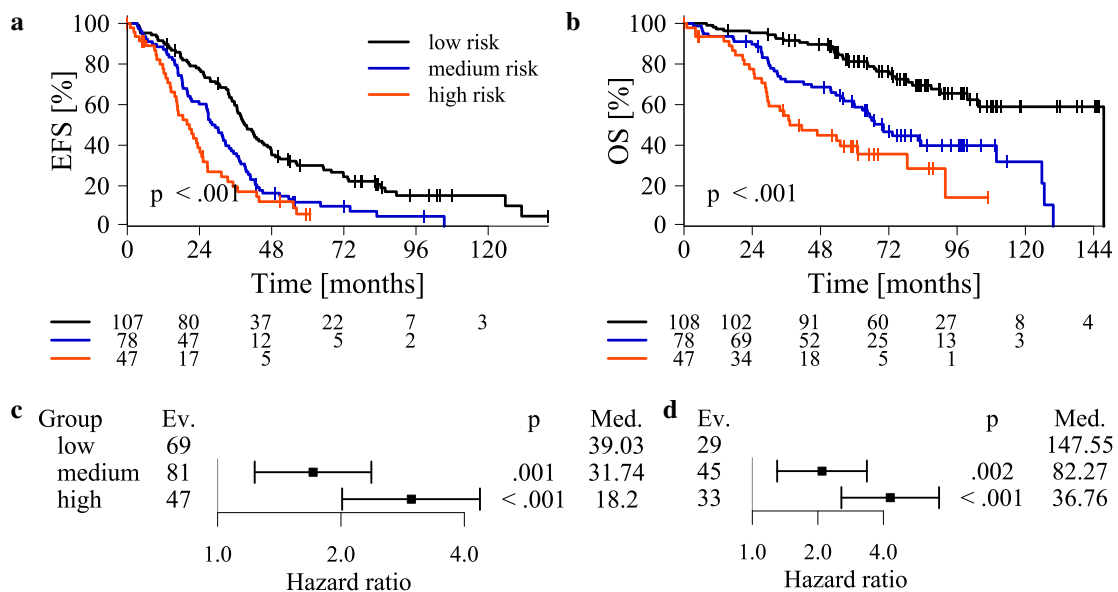 a
EFS [%]
100
80
60
40
20
0
low risk
medium risk
high risk
p < .001
0 24 48 72 96 120
Time [months]
107 80 37 22 7 3
78 47 12 5 2
47 17 5
b
OS [%]
100
80
60
40
20
0
p < .001
0 24 48 72 96 120 144
Time [months]
108 102 91 60 27 8 4
78 69 52 25 13 3
47 34 18 5 1
c
Group Ev. p Med.
low 69 39.03
medium 81 .001 31.74
high 47 < .001 18.2
1.0 2.0 4.0
Hazard ratio
d
Ev. p Med.
29 147.55
45 .002 82.27
33 < .001 36.76
1.0 2.0 4.0
Hazard ratio